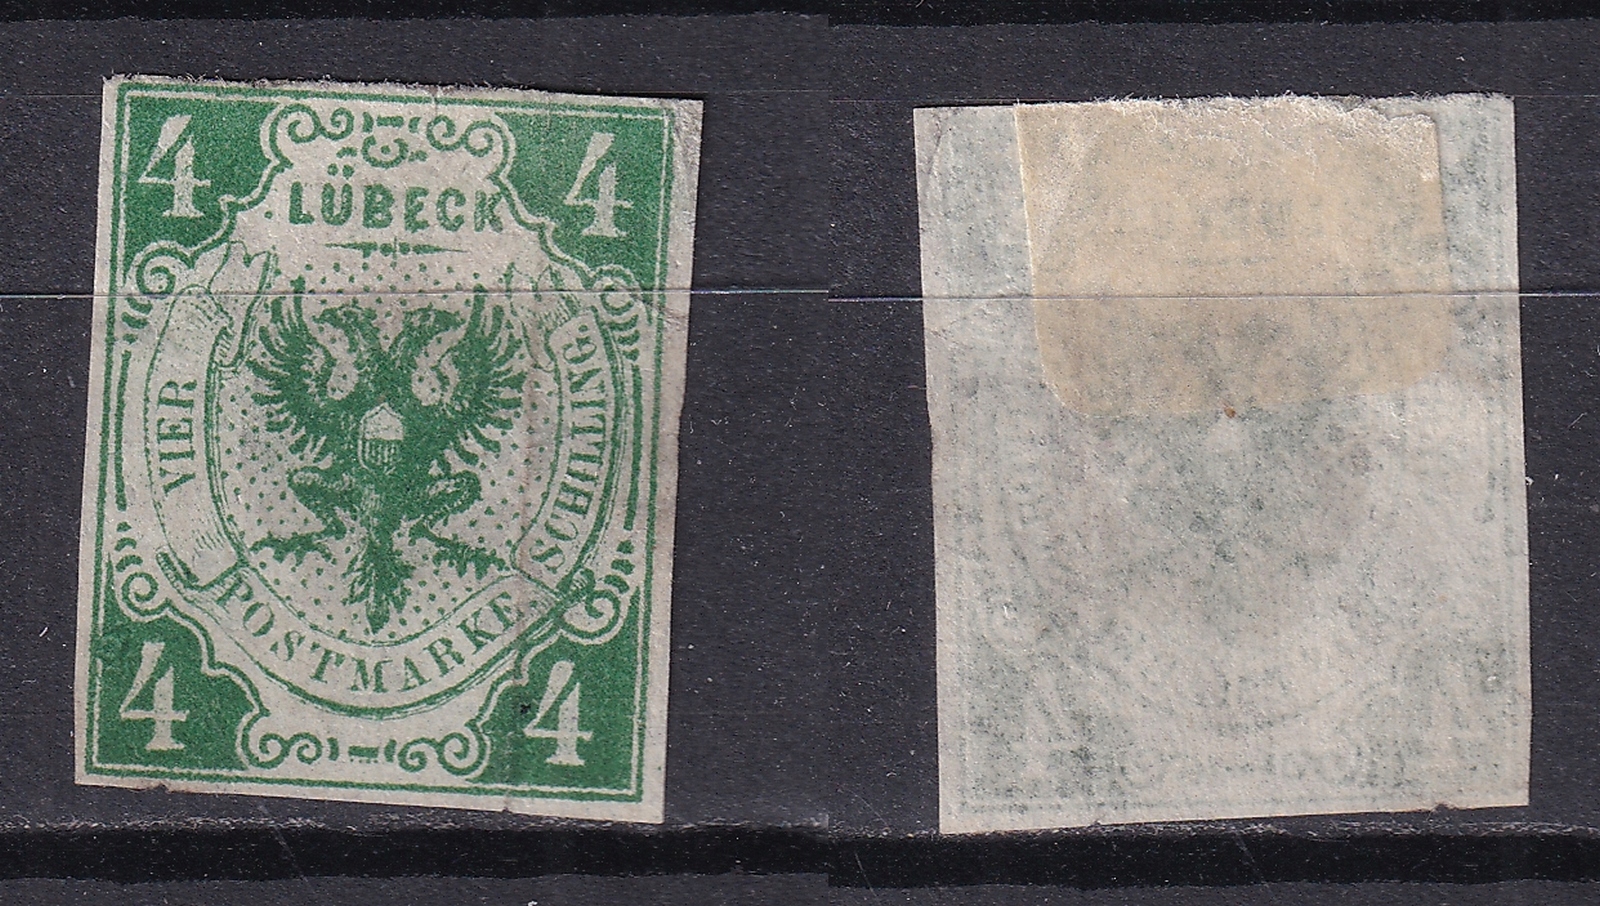 4 4
LÜBECK
VIER
POSTMARKE
SCHILLING.
4 4